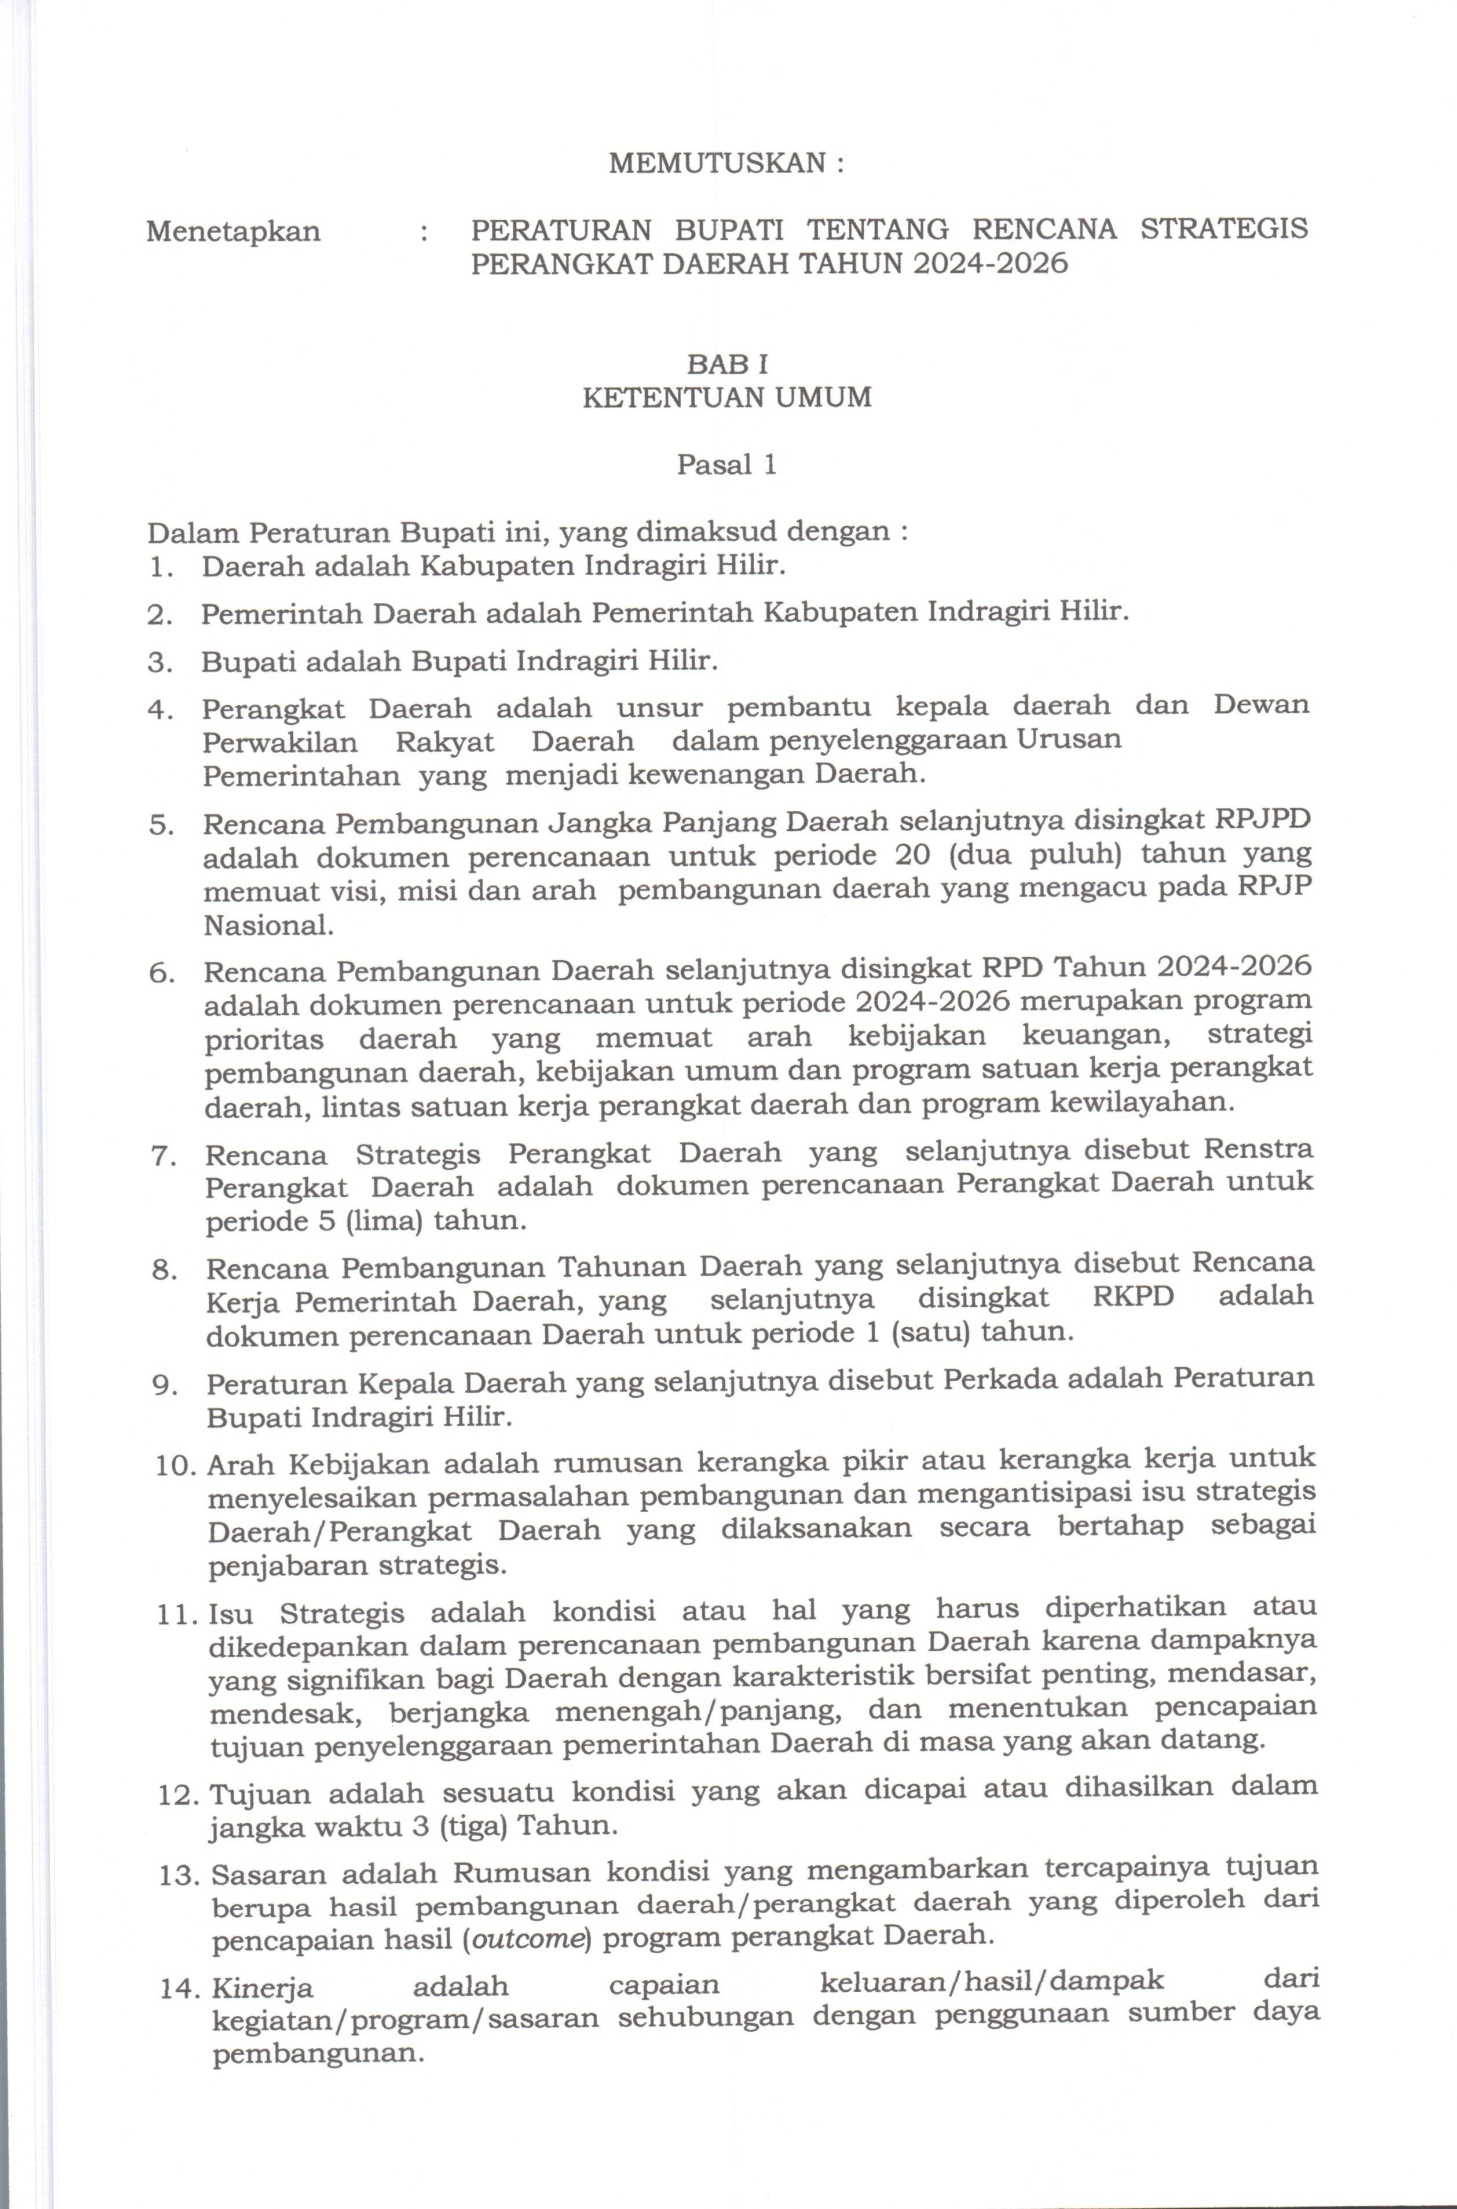 MEMUTUSKAN :
Menetapkan : PERATURAN BUPATI TENTANG RENCANA STRATEGIS
PERANGKAT DAERAH TAHUN 2024-2026
BAB I
KETENTUAN UMUM
Pasal 1
Dalam Peraturan Bupati ini, yang dimaksud dengan :
1. Daerah adalah Kabupaten Indragiri Hilir.
2. Pemerintah Daerah adalah Pemerintah Kabupaten Indragiri Hilir.
3. Bupati adalah Bupati Indragiri Hilir.
4. Perangkat Daerah adalah unsur pembantu kepala daerah dan Dewan
Perwakilan Rakyat Daerah dalam penyelenggaraan Urusan
Pemerintahan yang menjadi kewenangan Daerah.
5. Rencana Pembangunan Jangka Panjang Daerah selanjutnya disingkat RPJPD
adalah dokumen perencanaan untuk periode 20 (dua puluh) tahun yang
memuat visi, misi dan arah pembangunan daerah yang mengacu pada RPJP
Nasional.
6. Rencana Pembangunan Daerah selanjutnya disingkat RPD Tahun 2024-2026
adalah dokumen perencanaan untuk periode 2024-2026 merupakan program
prioritas daerah yang memuat arah kebijakan keuangan, strategi
pembangunan daerah, kebijakan umum dan program satuan kerja perangkat
daerah, lintas satuan kerja perangkat daerah dan program kewilayahan.
7. Rencana Strategis Perangkat Daerah yang selanjutnya disebut Renstra
Perangkat Daerah adalah dokumen perencanaan Perangkat Daerah untuk
periode 5 (lima) tahun.
8. Rencana Pembangunan Tahunan Daerah yang selanjutnya disebut Rencana
Kerja Pemerintah Daerah, yang selanjutnya disingkat RKPD adalah
dokumen perencanaan Daerah untuk periode 1 (satu) tahun.
9. Peraturan Kepala Daerah yang selanjutnya disebut Perkada adalah Peraturan
Bupati Indragiri Hilir.
10. Arah Kebijakan adalah rumusan kerangka pikir atau kerangka kerja untuk
menyelesaikan permasalahan pembangunan dan mengantisipasi isu strategis
Daerah/Perangkat Daerah yang dilaksanakan secara bertahap sebagai
penjabaran strategis.
11. Isu Strategis adalah kondisi atau hal yang harus diperhatikan atau
dikedepankan dalam perencanaan pembangunan Daerah karena dampaknya
yang signifikan bagi Daerah dengan karakteristik bersifat penting, mendasar,
mendesak, berjangka menengah/panjang, dan menentukan pencapaian
tujuan penyelenggaraan pemerintahan Daerah di masa yang akan datang.
12. Tujuan adalah sesuatu kondisi yang akan dicapai atau dihasilkan dalam
jangka waktu 3 (tiga) Tahun.
13. Sasaran adalah Rumusan kondisi yang mengambarkan tercapainya tujuan
berupa hasil pembangunan daerah/perangkat daerah yang diperoleh dari
pencapaian hasil (outcome) program perangkat Daerah.
14. Kinerja adalah capaian keluaran/hasil/dampak dari
kegiatan/program/sasaran sehubungan dengan penggunaan sumber daya
pembangunan.